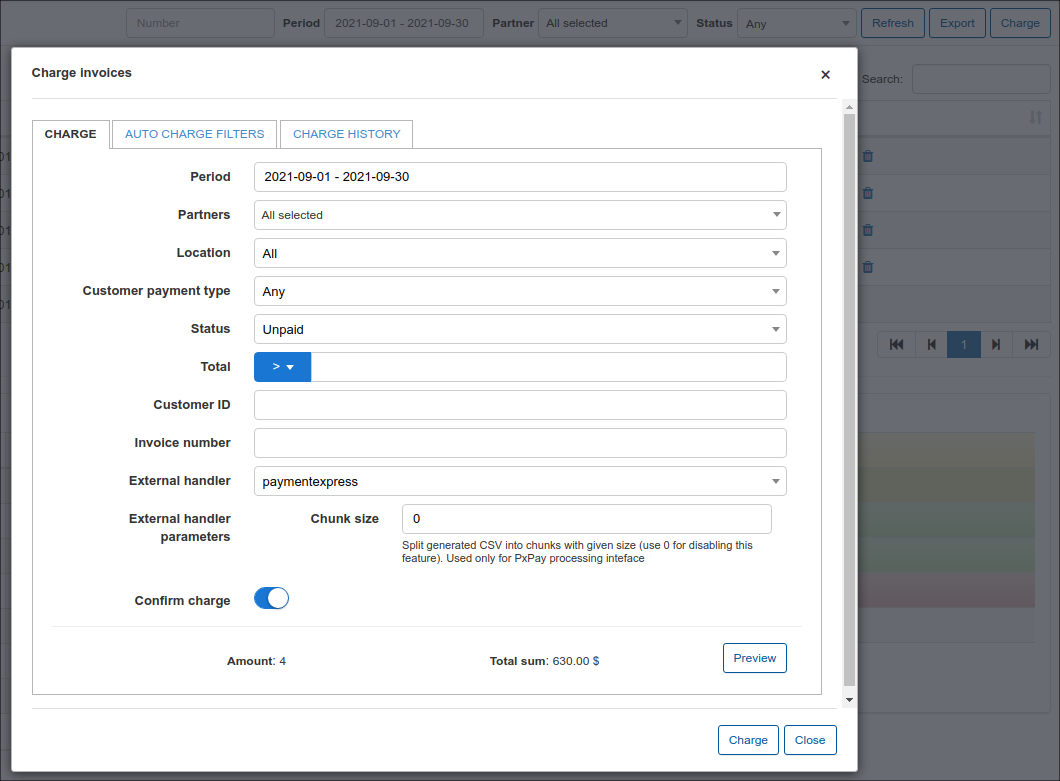 Number Period 2021-09-01 - 2021-09-30 Partner All selected Status Any Refresh Export Charge
Charge invoices ×
Search:
CHARGE AUTO CHARGE FILTERS CHARGE HISTORY
Period 2021-09-01 - 2021-09-30
Partners All selected
Location All
Customer payment type Any
Status Unpaid
Total >
Customer ID
Invoice number
1
External handler paymentexpress
External handler Chunk size 0
parameters
Split generated CSV into chunks with given size (use 0 for disabling this
feature). Used only for PxPay processing inteface
Confirm charge
Amount: 4 Total sum: 630.00 $ Preview
Charge Close